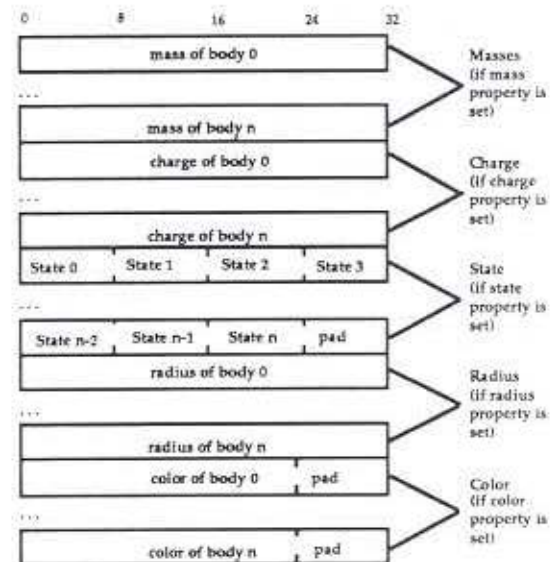 0 8 16 24 32
mass of body 0
...
mass of body n
charge of body 0
...
charge of body n
State 0 State 1 State 2 State 3
...
State n-2 State n-1 State n pad
radius of body 0
...
radius of body n
color of body 0 pad
...
color of body n pad
Masses
(if mass
property is
set)
Charge
(if charge
property is
set)
State
(if state
property is
set)
Radius
(if radius
property is
set)
Color
(if color
property is
set)